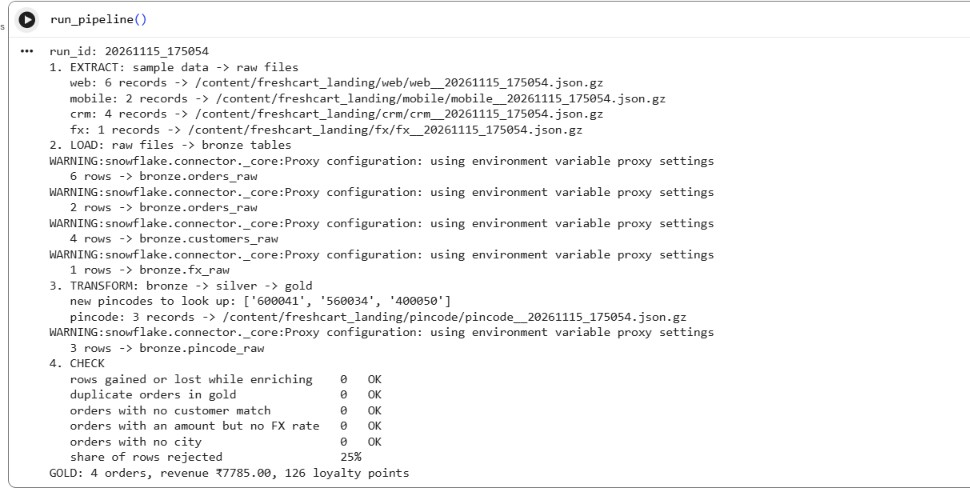 s
run_pipeline()
... run_id: 20261115_175054
1. EXTRACT: sample data -> raw files
web: 6 records -> /content/freshcart_landing/web/web__20261115_175054.json.gz
mobile: 2 records -> /content/freshcart_landing/mobile/mobile__20261115_175054.json.gz
crm: 4 records -> /content/freshcart_landing/crm/crm__20261115_175054.json.gz
fx: 1 records -> /content/freshcart_landing/fx/fx__20261115_175054.json.gz
2. LOAD: raw files -> bronze tables
WARNING:snowflake.connector._core:Proxy configuration: using environment variable proxy settings
6 rows -> bronze.orders_raw
WARNING:snowflake.connector._core:Proxy configuration: using environment variable proxy settings
2 rows -> bronze.orders_raw
WARNING:snowflake.connector._core:Proxy configuration: using environment variable proxy settings
4 rows -> bronze.customers_raw
WARNING:snowflake.connector._core:Proxy configuration: using environment variable proxy settings
1 rows -> bronze.fx_raw
3. TRANSFORM: bronze -> silver -> gold
new pincodes to look up: ['600041', '560034', '400050']
pincode: 3 records -> /content/freshcart_landing/pincode/pincode__20261115_175054.json.gz
WARNING:snowflake.connector._core:Proxy configuration: using environment variable proxy settings
3 rows -> bronze.pincode_raw
4. CHECK
rows gained or lost while enriching 0 OK
duplicate orders in gold 0 OK
orders with no customer match 0 OK
orders with an amount but no FX rate 0 OK
orders with no city 0 OK
share of rows rejected 25%
GOLD: 4 orders, revenue ₹7785.00, 126 loyalty points